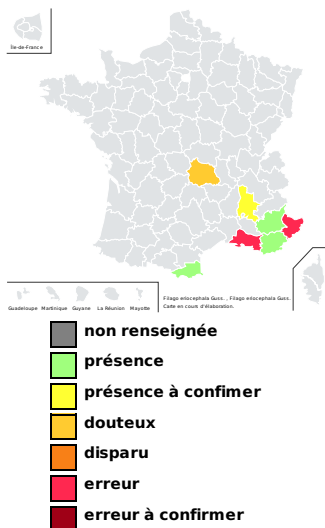 Île-de-France
Guadeloupe Martinique Guyane La Réunion Mayotte
Filago eriocephala Guss. , Filago eriocephala Guss.
Carte en cours d'élaboration.
non renseignée
présence
présence à confimer
douteux
disparu
erreur
erreur à confirmer